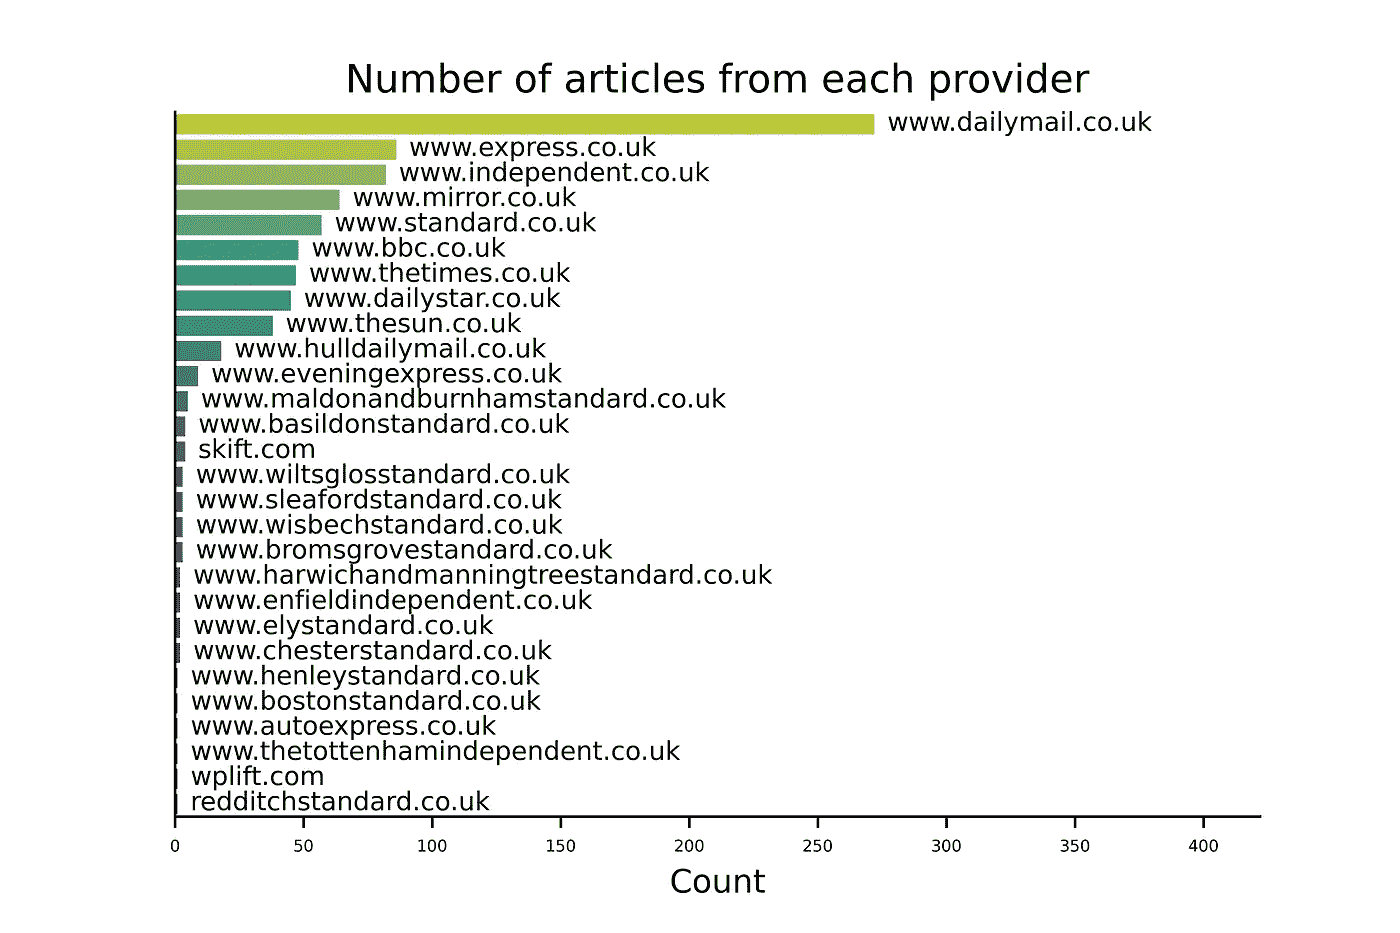 Number of articles from each provider
www.dailymail.co.uk
www.express.co.uk
www.independent.co.uk
www.mirror.co.uk
www.standard.co.uk
www.bbc.co.uk
www.thetimes.co.uk
www.dailystar.co.uk
www.thesun.co.uk
www.hulldailymail.co.uk
www.eveningexpress.co.uk
www.maldonandburnhamstandard.co.uk
www.basildonstandard.co.uk
skift.com
www.wiltsglosstandard.co.uk
www.sleafordstandard.co.uk
www.wisbechstandard.co.uk
www.bromsgrovestandard.co.uk
www.harwichandmanningtreestandard.co.uk
www.enfieldindependent.co.uk
www.elystandard.co.uk
www.chesterstandard.co.uk
www.henleystandard.co.uk
www.bostonstandard.co.uk
www.autoexpress.co.uk
www.thetottenhamindependent.co.uk
wplift.com
redditchstandard.co.uk
0 50 100 150 200 250 300 350 400
Count